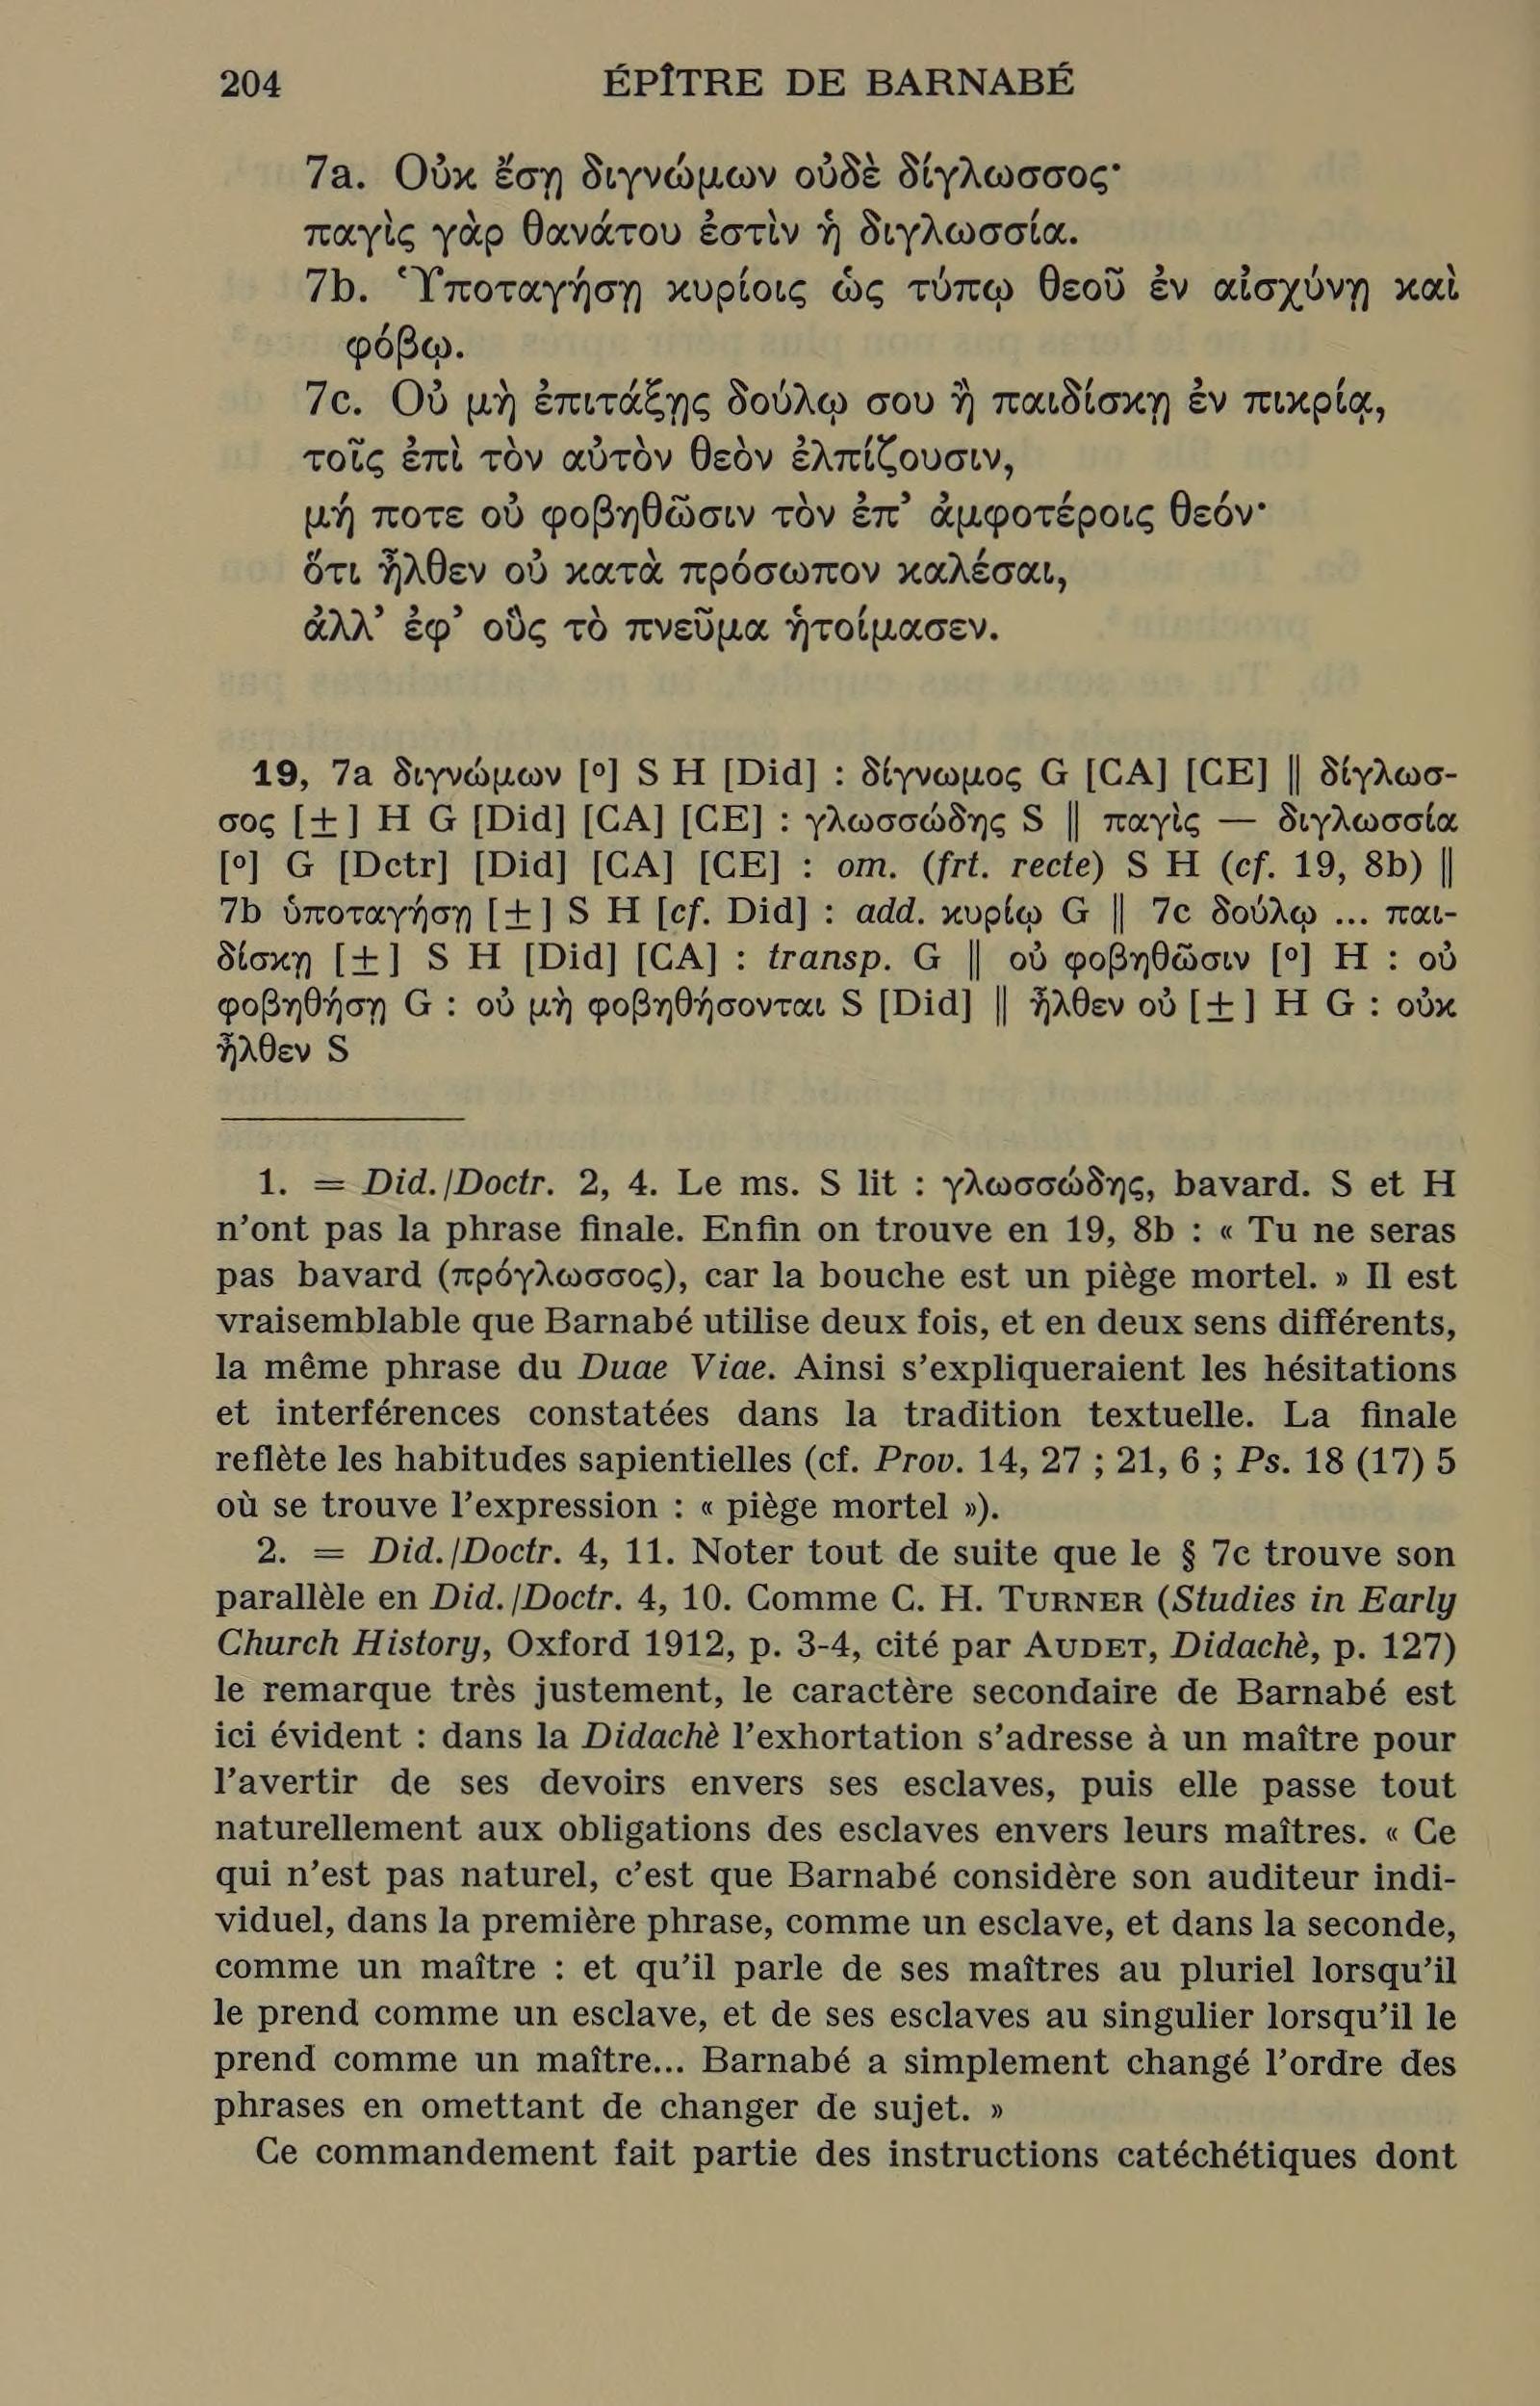 204 ÉPÎTRE DE BARNABÉ
7a. Οὐκ ἔσῃ διγνώμων οὐδὲ δίγλωσσος·
παγὶς γὰρ θανάτου ἐστὶν ἡ διγλωσσία.
7b. Ὑποταγήσῃ κυρίοις ὡς τύπῳ θεοῦ ἐν αἰσχύνῃ καὶ
φόβῳ.
7c. Οὐ μὴ ἐπιτάξῃς δούλῳ σου ἢ παιδίσκῃ ἐν πικρίᾳ,
τοῖς ἐπὶ τὸν αὐτὸν θεὸν ἐλπίζουσιν,
μή ποτε οὐ φοβηθῶσιν τὸν ἐπ’ ἀμφοτέροις θεόν·
ὅτι ἦλθεν οὐ κατὰ πρόσωπον καλέσαι,
ἀλλ’ ἐφ’ οὓς τὸ πνεῦμα ἡτοίμασεν.
19, 7a διγνώμων [º] S H [Did] : δίγνωμος G [CA] [CE] || δίγλωσ-
σος [±] H G [Did] [CA] [CE] : γλωσσώδης S || παγὶς — διγλωσσία
[º] G [Dctr] [Did] [CA] [CE] : om. (frt. recte) S H (cf. 19, 8b) ||
7b ὑποταγήσῃ [±] S H [cf. Did] : add. κυρίῳ G || 7c δούλῳ ... παι-
δίσκῃ [±] S H [Did] [CA] : transp. G || οὐ φοβηθῶσιν [º] H : οὐ
φοβηθήσῃ G : οὐ μὴ φοβηθήσονται S [Did] || ἦλθεν οὐ [±] H G : οὐκ
ἦλθεν S
1. = Did./Doctr. 2, 4. Le ms. S lit : γλωσσώδης, bavard. S et H
n’ont pas la phrase finale. Enfin on trouve en 19, 8b : « Tu ne seras
pas bavard (πρόγλωσσος), car la bouche est un piège mortel. » Il est
vraisemblable que Barnabé utilise deux fois, et en deux sens différents,
la même phrase du Duae Viae. Ainsi s’expliqueraient les hésitations
et interférences constatées dans la tradition textuelle. La finale
reflète les habitudes sapientielles (cf. Prov. 14, 27 ; 21, 6 ; Ps. 18 (17) 5
où se trouve l’expression : « piège mortel »).
2. = Did./Doctr. 4, 11. Noter tout de suite que le § 7c trouve son
parallèle en Did./Doctr. 4, 10. Comme C. H. TURNER (Studies in Early
Church History, Oxford 1912, p. 3-4, cité par AUDET, Didachè, p. 127)
le remarque très justement, le caractère secondaire de Barnabé est
ici évident : dans la Didachè l’exhortation s’adresse à un maître pour
l’avertir de ses devoirs envers ses esclaves, puis elle passe tout
naturellement aux obligations des esclaves envers leurs maîtres. « Ce
qui n’est pas naturel, c’est que Barnabé considère son auditeur indi-
viduel, dans la première phrase, comme un esclave, et dans la seconde,
comme un maître : et qu’il parle de ses maîtres au pluriel lorsqu’il
le prend comme un esclave, et de ses esclaves au singulier lorsqu’il le
prend comme un maître... Barnabé a simplement changé l’ordre des
phrases en omettant de changer de sujet. »
Ce commandement fait partie des instructions catéchétiques dont